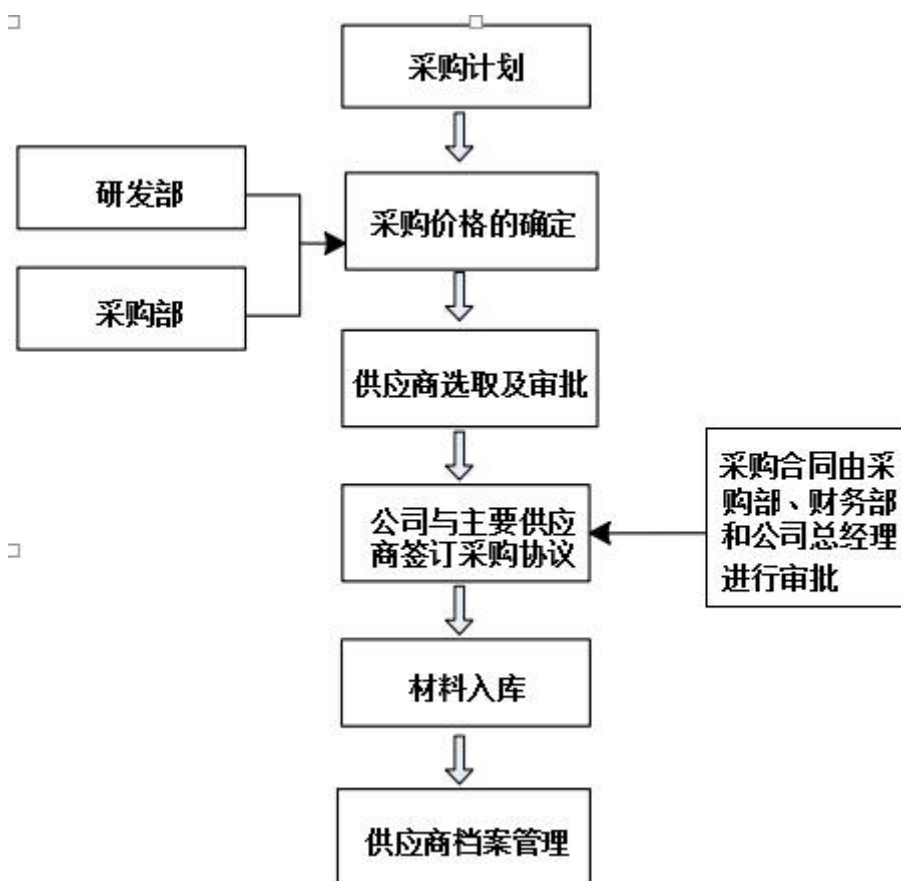 采购计划
研发部
采购价格的确定
采购部
供应商选取及审批
公司与主要供应
商签订采购协议
采购合同由采
购部、财务部
和公司总经理
进行审批
材料入库
供应商档案管理